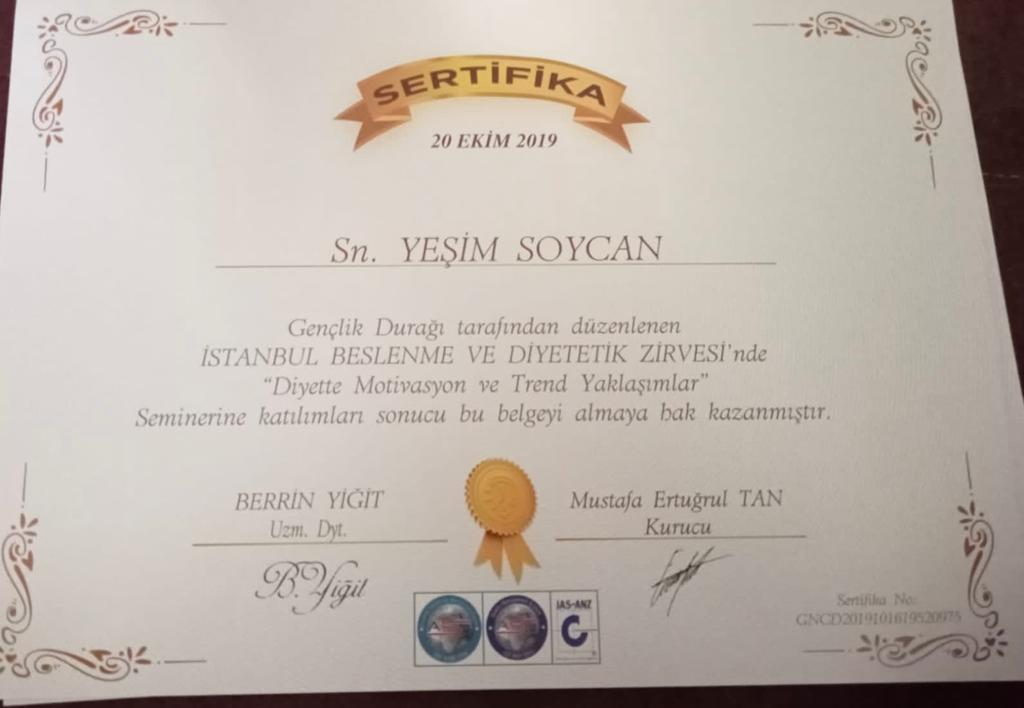 SERTİFİKA
20 EKİM 2019
Sn. YEŞİM SOYCAN
Gençlik Durağı tarafından düzenlenen
İSTANBUL BESLENME VE DİYETETİK ZİRVESİ'nde
“Diyette Motivasyon ve Trend Yaklaşımlar”
Seminerine katılımları sonucu bu belgeyi almaya hak kazanmıştır.
BERRİN YİĞİT
Uzm. Dyt.
B.Yiğit
Mustafa Ertuğrul TAN
Kurucu
IAS-ANZ
Sertifika No:
GNCD2019101619520975